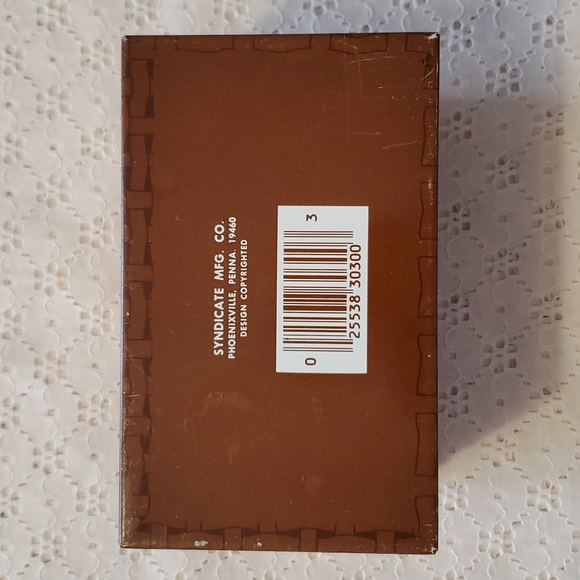 SYNDICATE MFG. CO.
PHOENIXVILLE, PENNA. 19460
DESIGN COPYRIGHTED
0 25538 30300 3